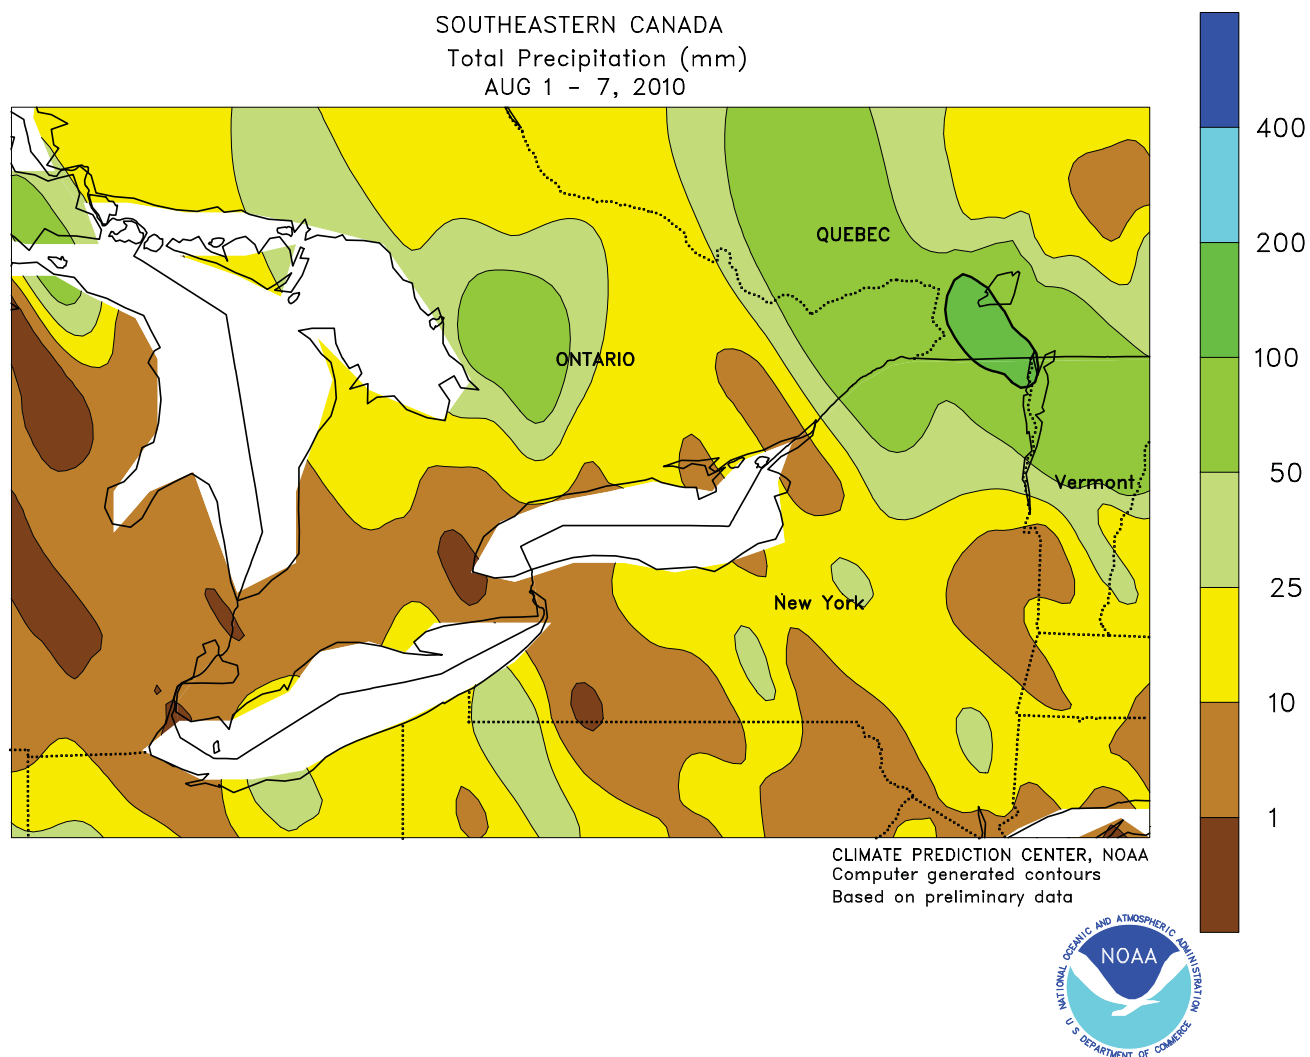 SOUTHEASTERN CANADA
Total Precipitation (mm)
AUG 1 - 7, 2010
400
200
100
50
25
10
1
QUEBEC
ONTARIO
Vermont
New York
CLIMATE PREDICTION CENTER, NOAA
Computer generated contours
Based on preliminary data
NATIONAL OCEANIC AND ATMOSPHERIC ADMINISTRATION
NOAA
U S DEPARTMENT OF COMMERCE